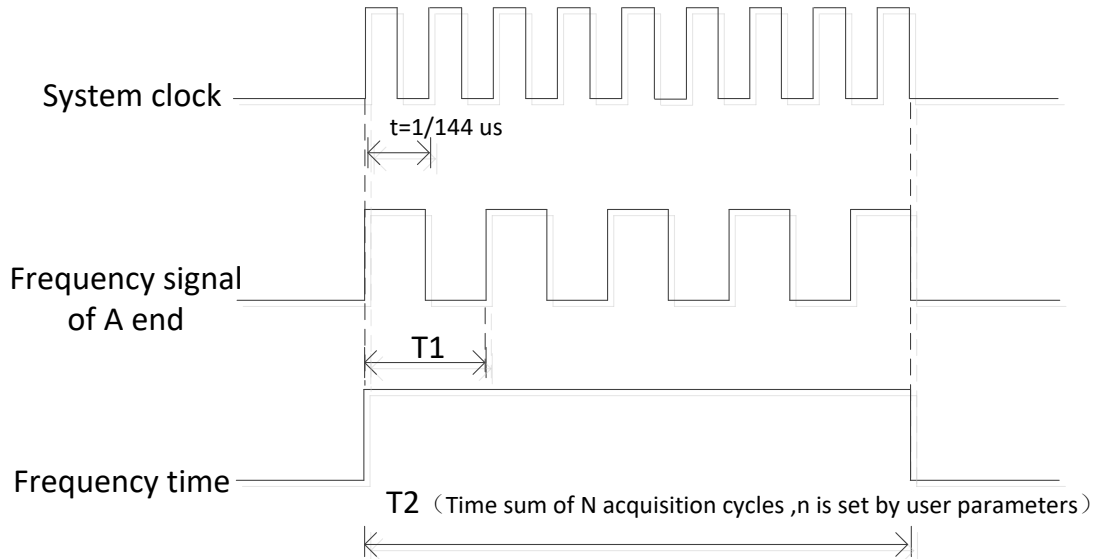 System clock
t=1/144 us
Frequency signal
of A end
T1
Frequency time
T2（Time sum of N acquisition cycles ,n is set by user parameters）